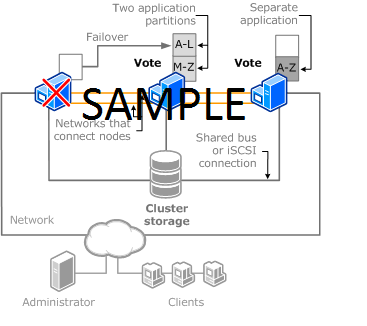 Two application
partitions
Separate
application
Failover
A-L
Vote
M-Z
Vote
A-Z
SAMPLE
Networks that
connect nodes
Shared bus
or iSCSI
connection
Cluster
storage
Network
Administrator
Clients